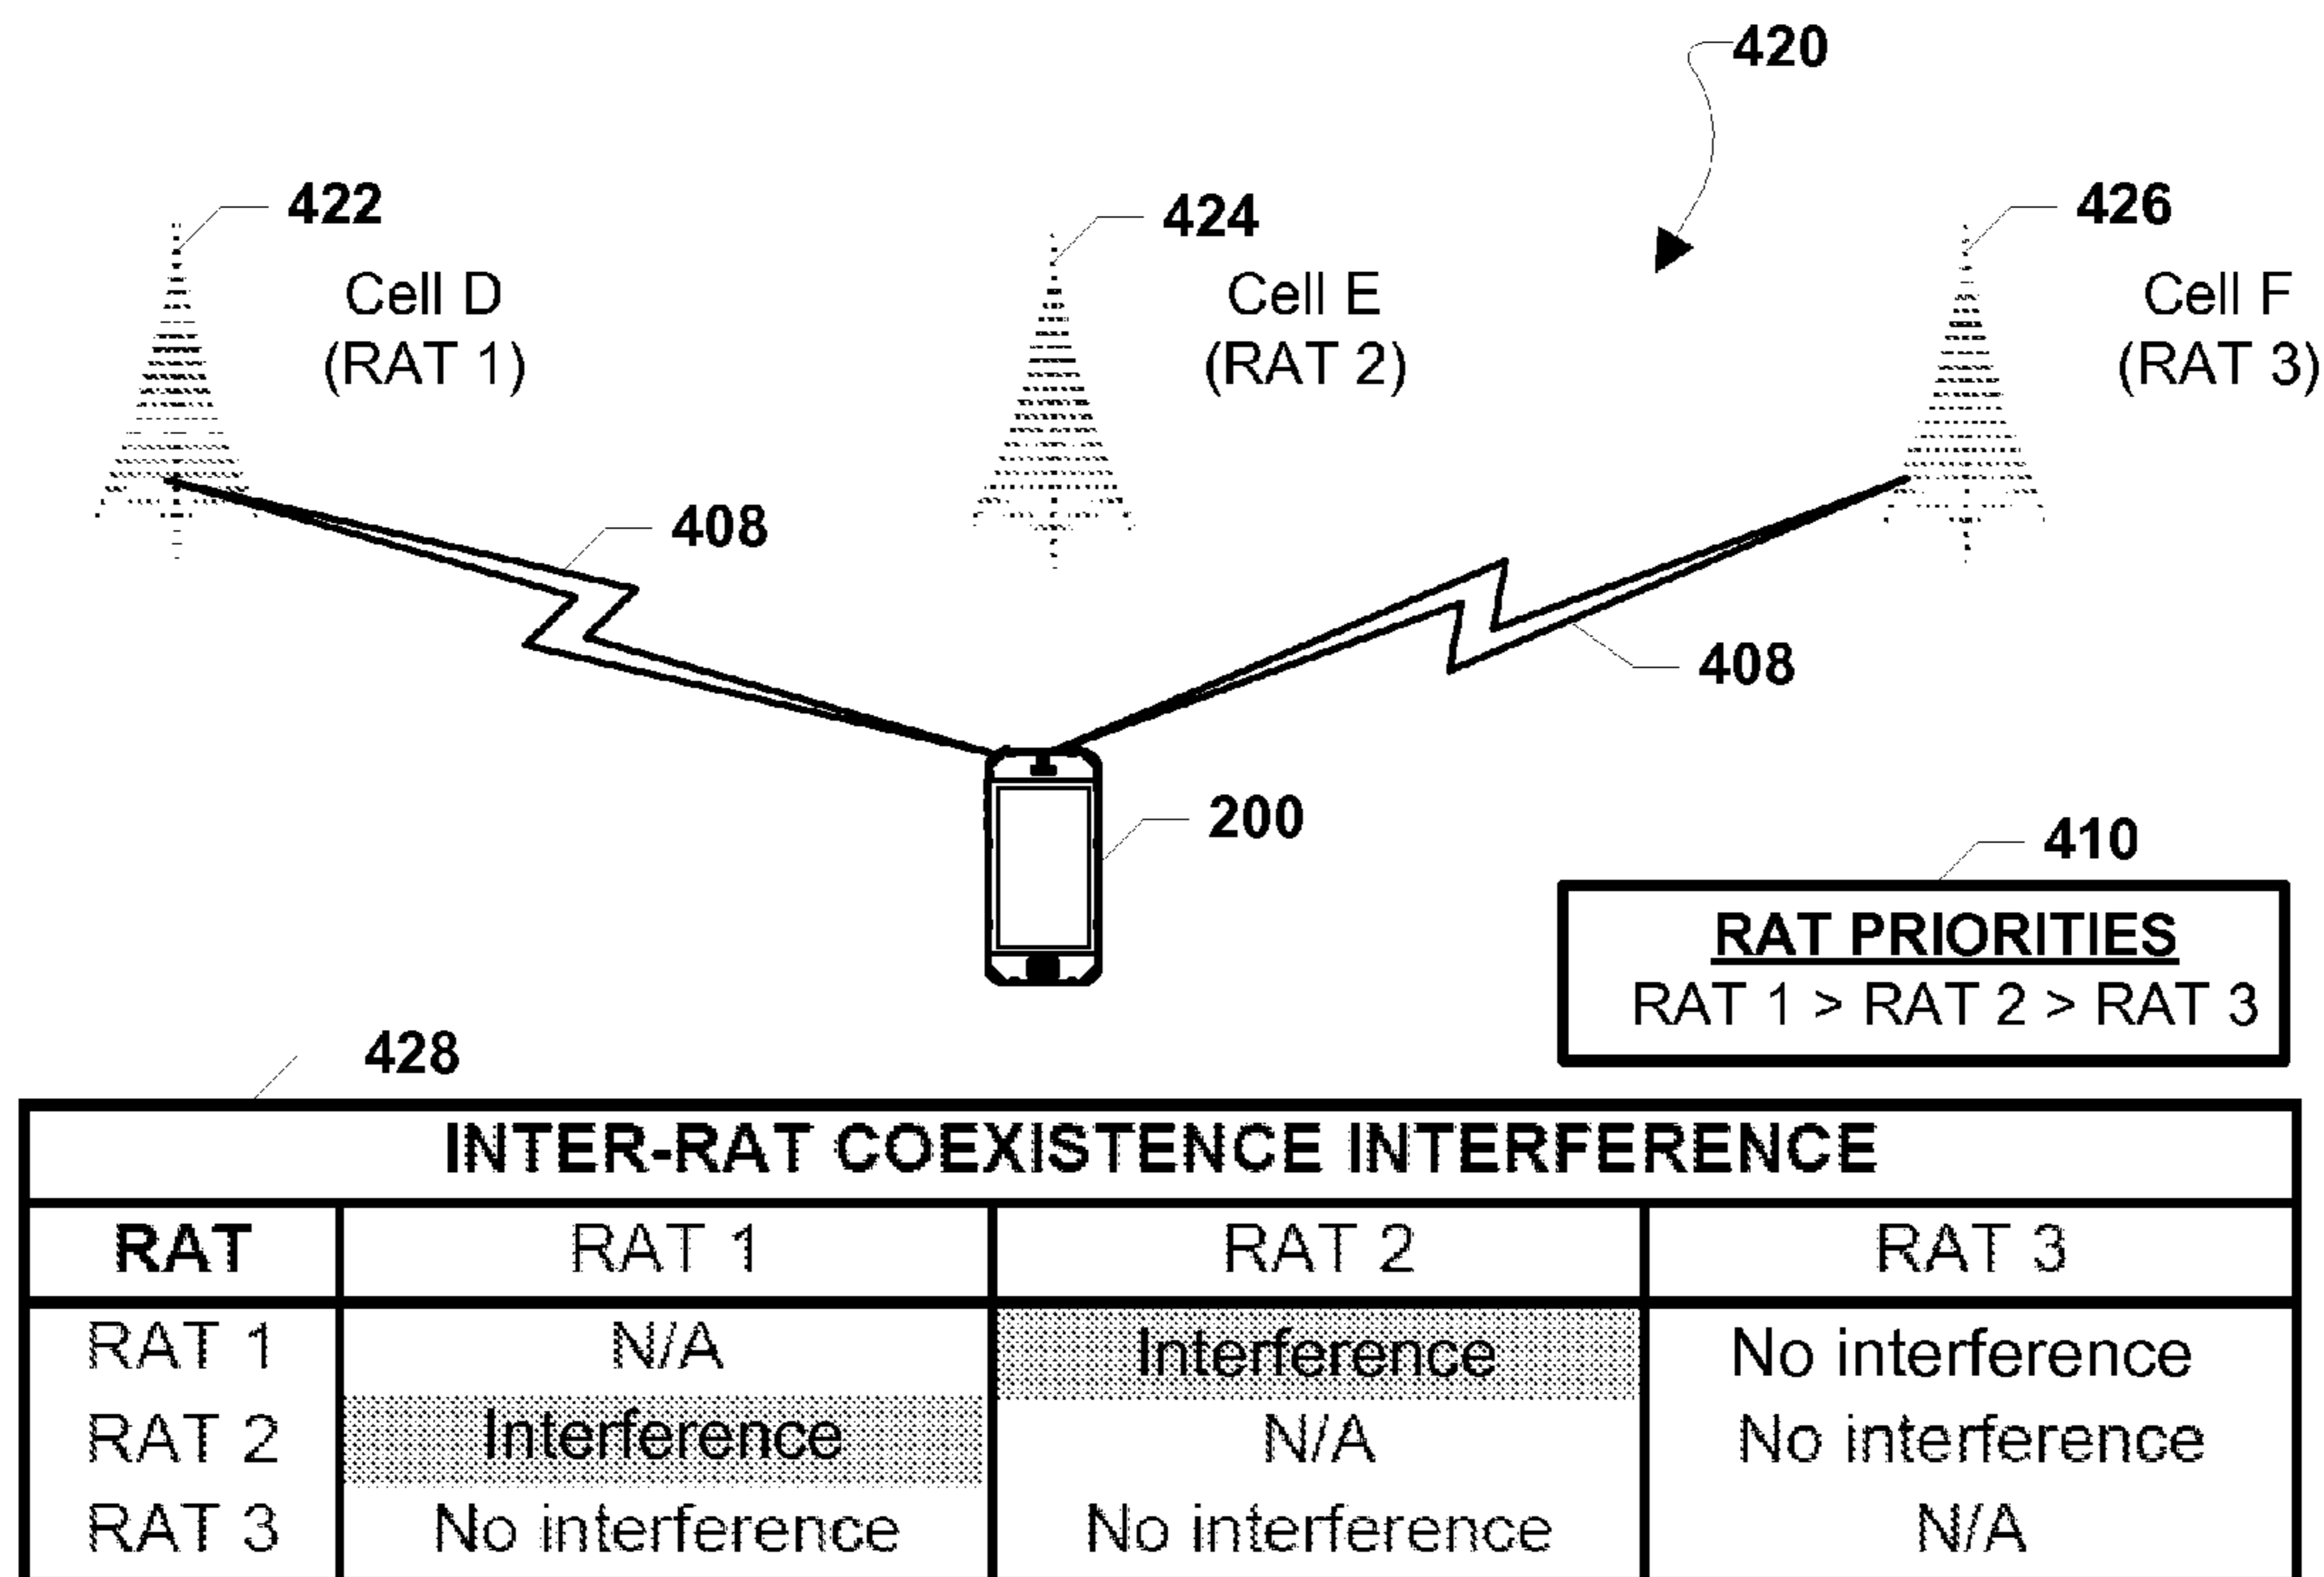 420
422
424
426
Cell D
(RAT 1)
Cell E
(RAT 2)
Cell F
(RAT 3)
408
408
200
410
RAT PRIORITIES
RAT 1 > RAT 2 > RAT 3
428
INTER-RAT COEXISTENCE INTERFERENCE
RAT RAT 1 RAT 2 RAT 3
RAT 1 N/A Interference No interference
RAT 2 Interference N/A No interference
RAT 3 No interference No interference N/A